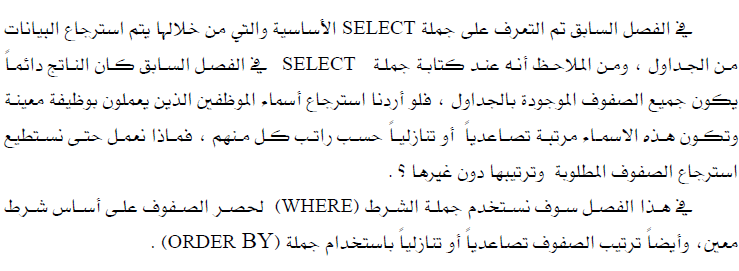 في الفصل السابق تم التعرف على جملة SELECT الأساسية والتي من خلالها يتم استرجاع البيانات
من الجداول ، ومن الملاحظ أنه عند كتابة جملة SELECT في الفصل السابق كان الناتج دائماً
يكون جميع الصفوف الموجودة بالجداول ، فلو أردنا استرجاع أسماء الموظفين الذين يعملون بوظيفة معينة
وتكون هذه الاسماء مرتبة تصاعدياً أو تنازلياً حسب راتب كل منهم ، فماذا نعمل حتى نستطيع
استرجاع الصفوف المطلوبة وترتيبها دون غيرها ؟ .
في هذا الفصل سوف نستخدم جملة الشرط (WHERE) لحصر الصفوف على أساس شرط
معين، وأيضاً ترتيب الصفوف تصاعدياً أو تنازلياً باستخدام جملة (ORDER BY) .